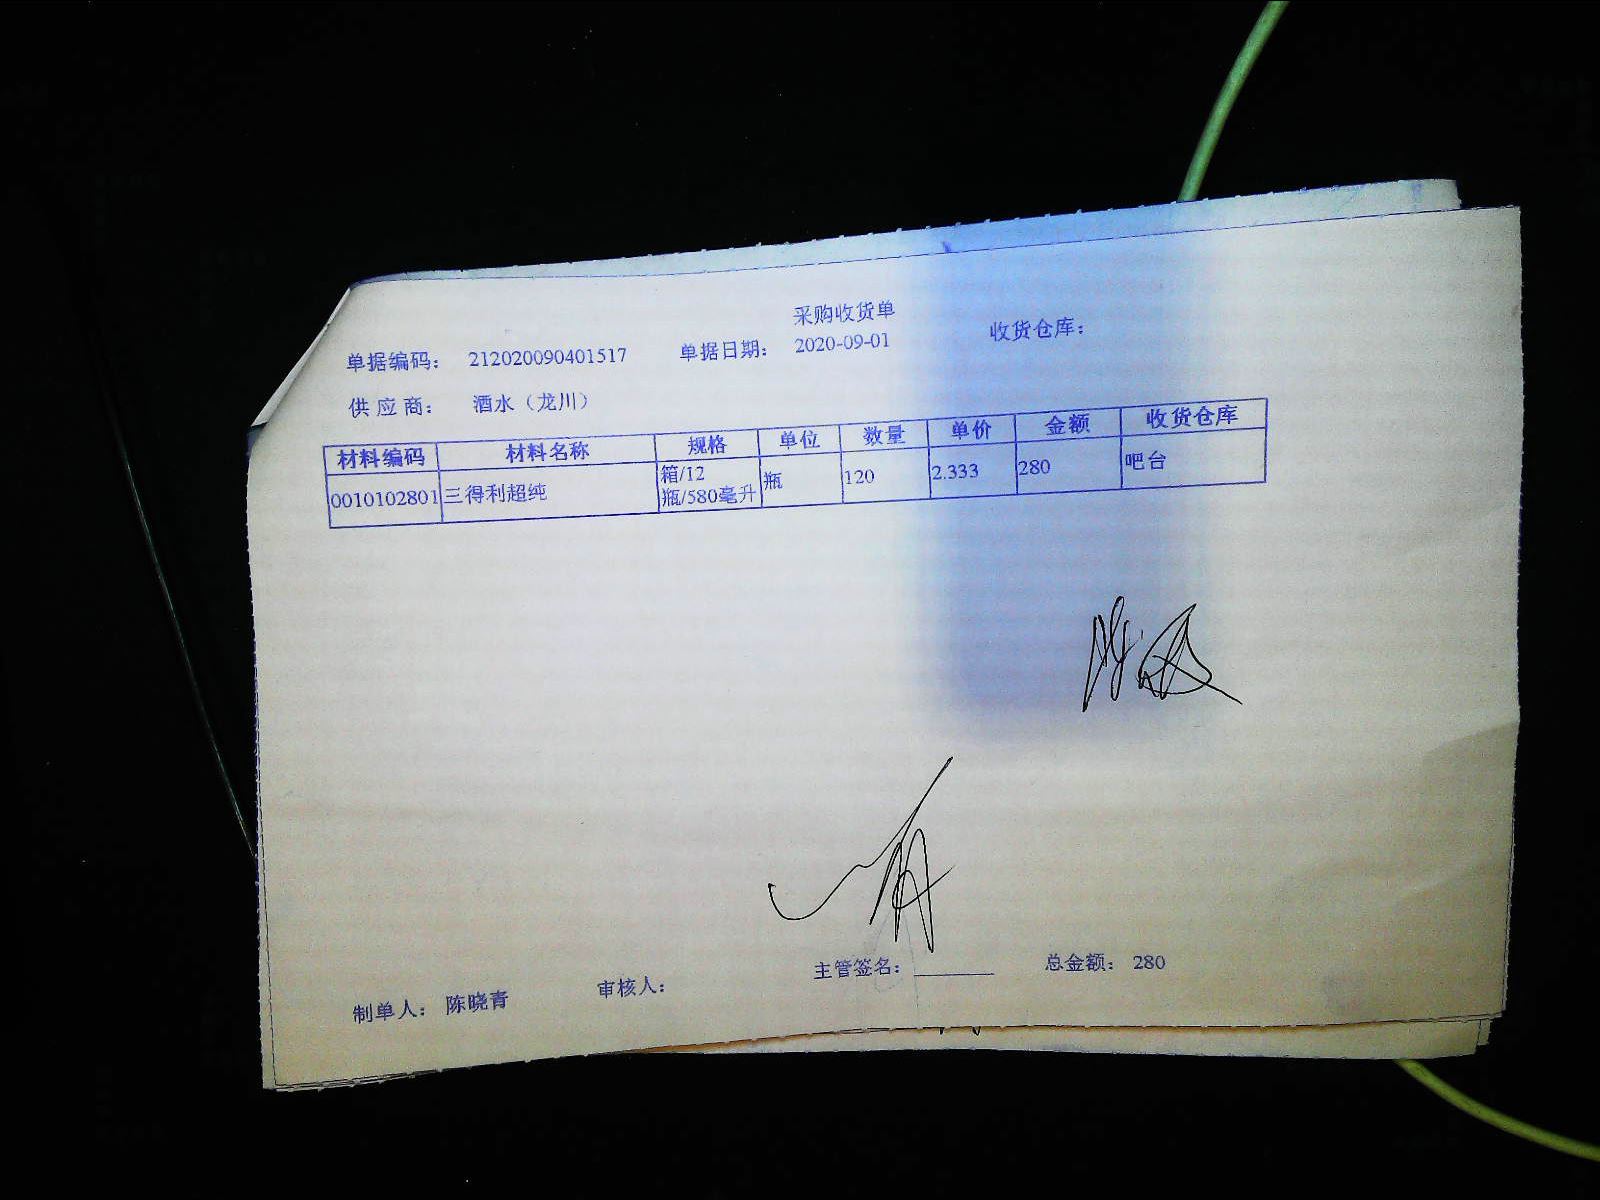 采购收货单
单据编码： 212020090401517 单据日期： 2020-09-01 收货仓库：
供 应 商： 酒水（龙川）
材料编码 材料名称 规格 单位 数量 单价 金额 收货仓库
0010102801 三得利超纯 箱/12 瓶/580毫升 瓶 120 2.333 280 吧台
制单人： 陈晓青 审核人： 主管签名： 总金额： 280